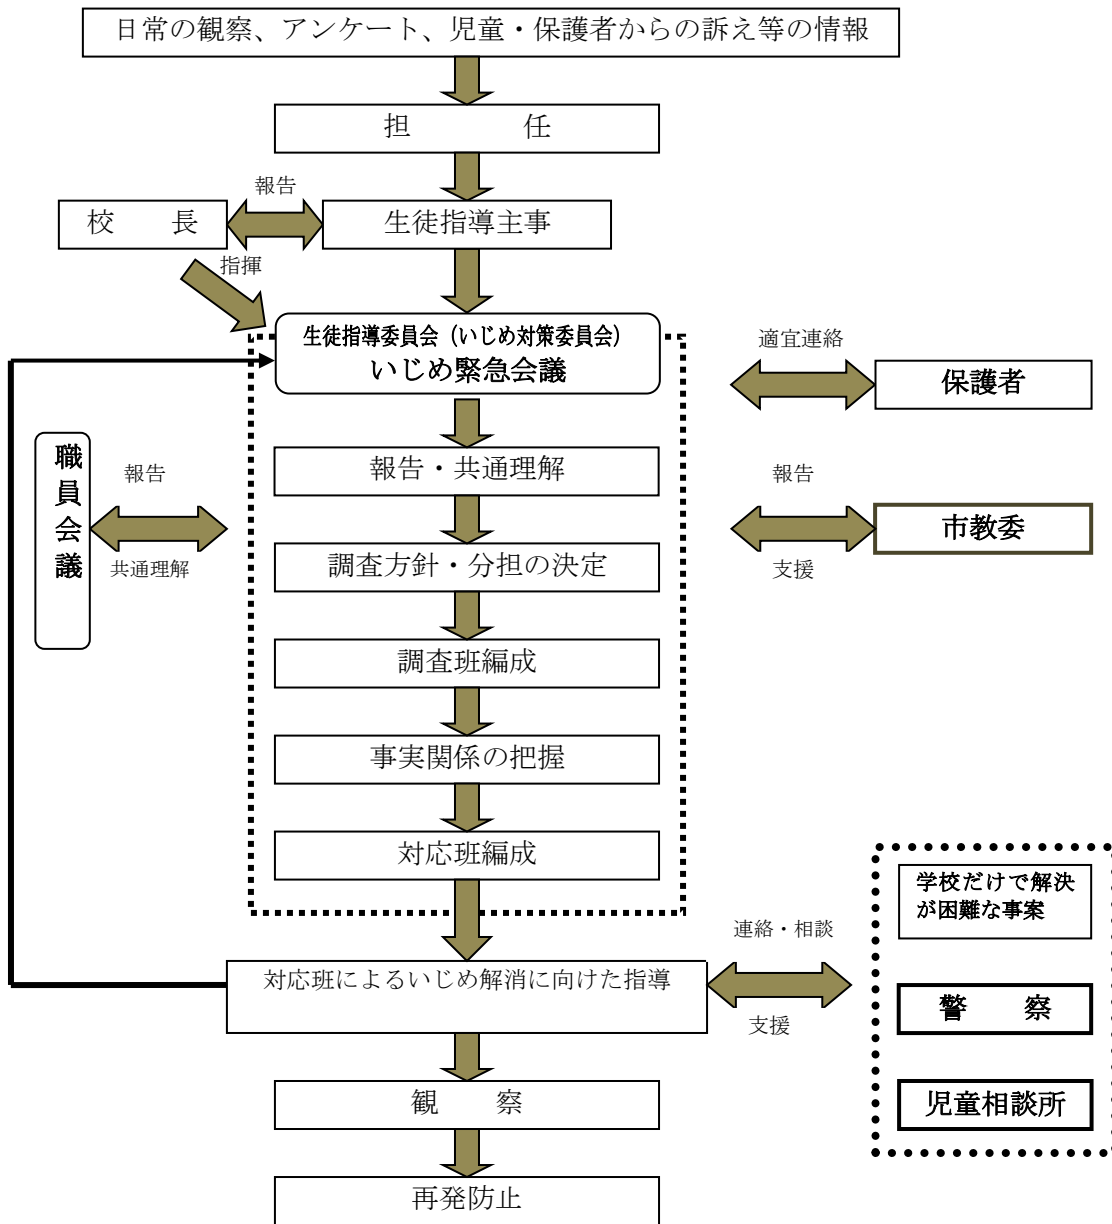 日常の観察、アンケート、児童・保護者からの訴え等の情報
担　　任
報告
校　　長
生徒指導主事
指揮
生徒指導委員会（いじめ対策委員会）
いじめ緊急会議
適宜連絡
保護者
職員会議
報告
共通理解
報告・共通理解
報告
市教委
支援
調査方針・分担の決定
調査班編成
事実関係の把握
対応班編成
学校だけで解決
が困難な事案
連絡・相談
対応班によるいじめ解消に向けた指導
支援
警　　察
児童相談所
観　　察
再発防止